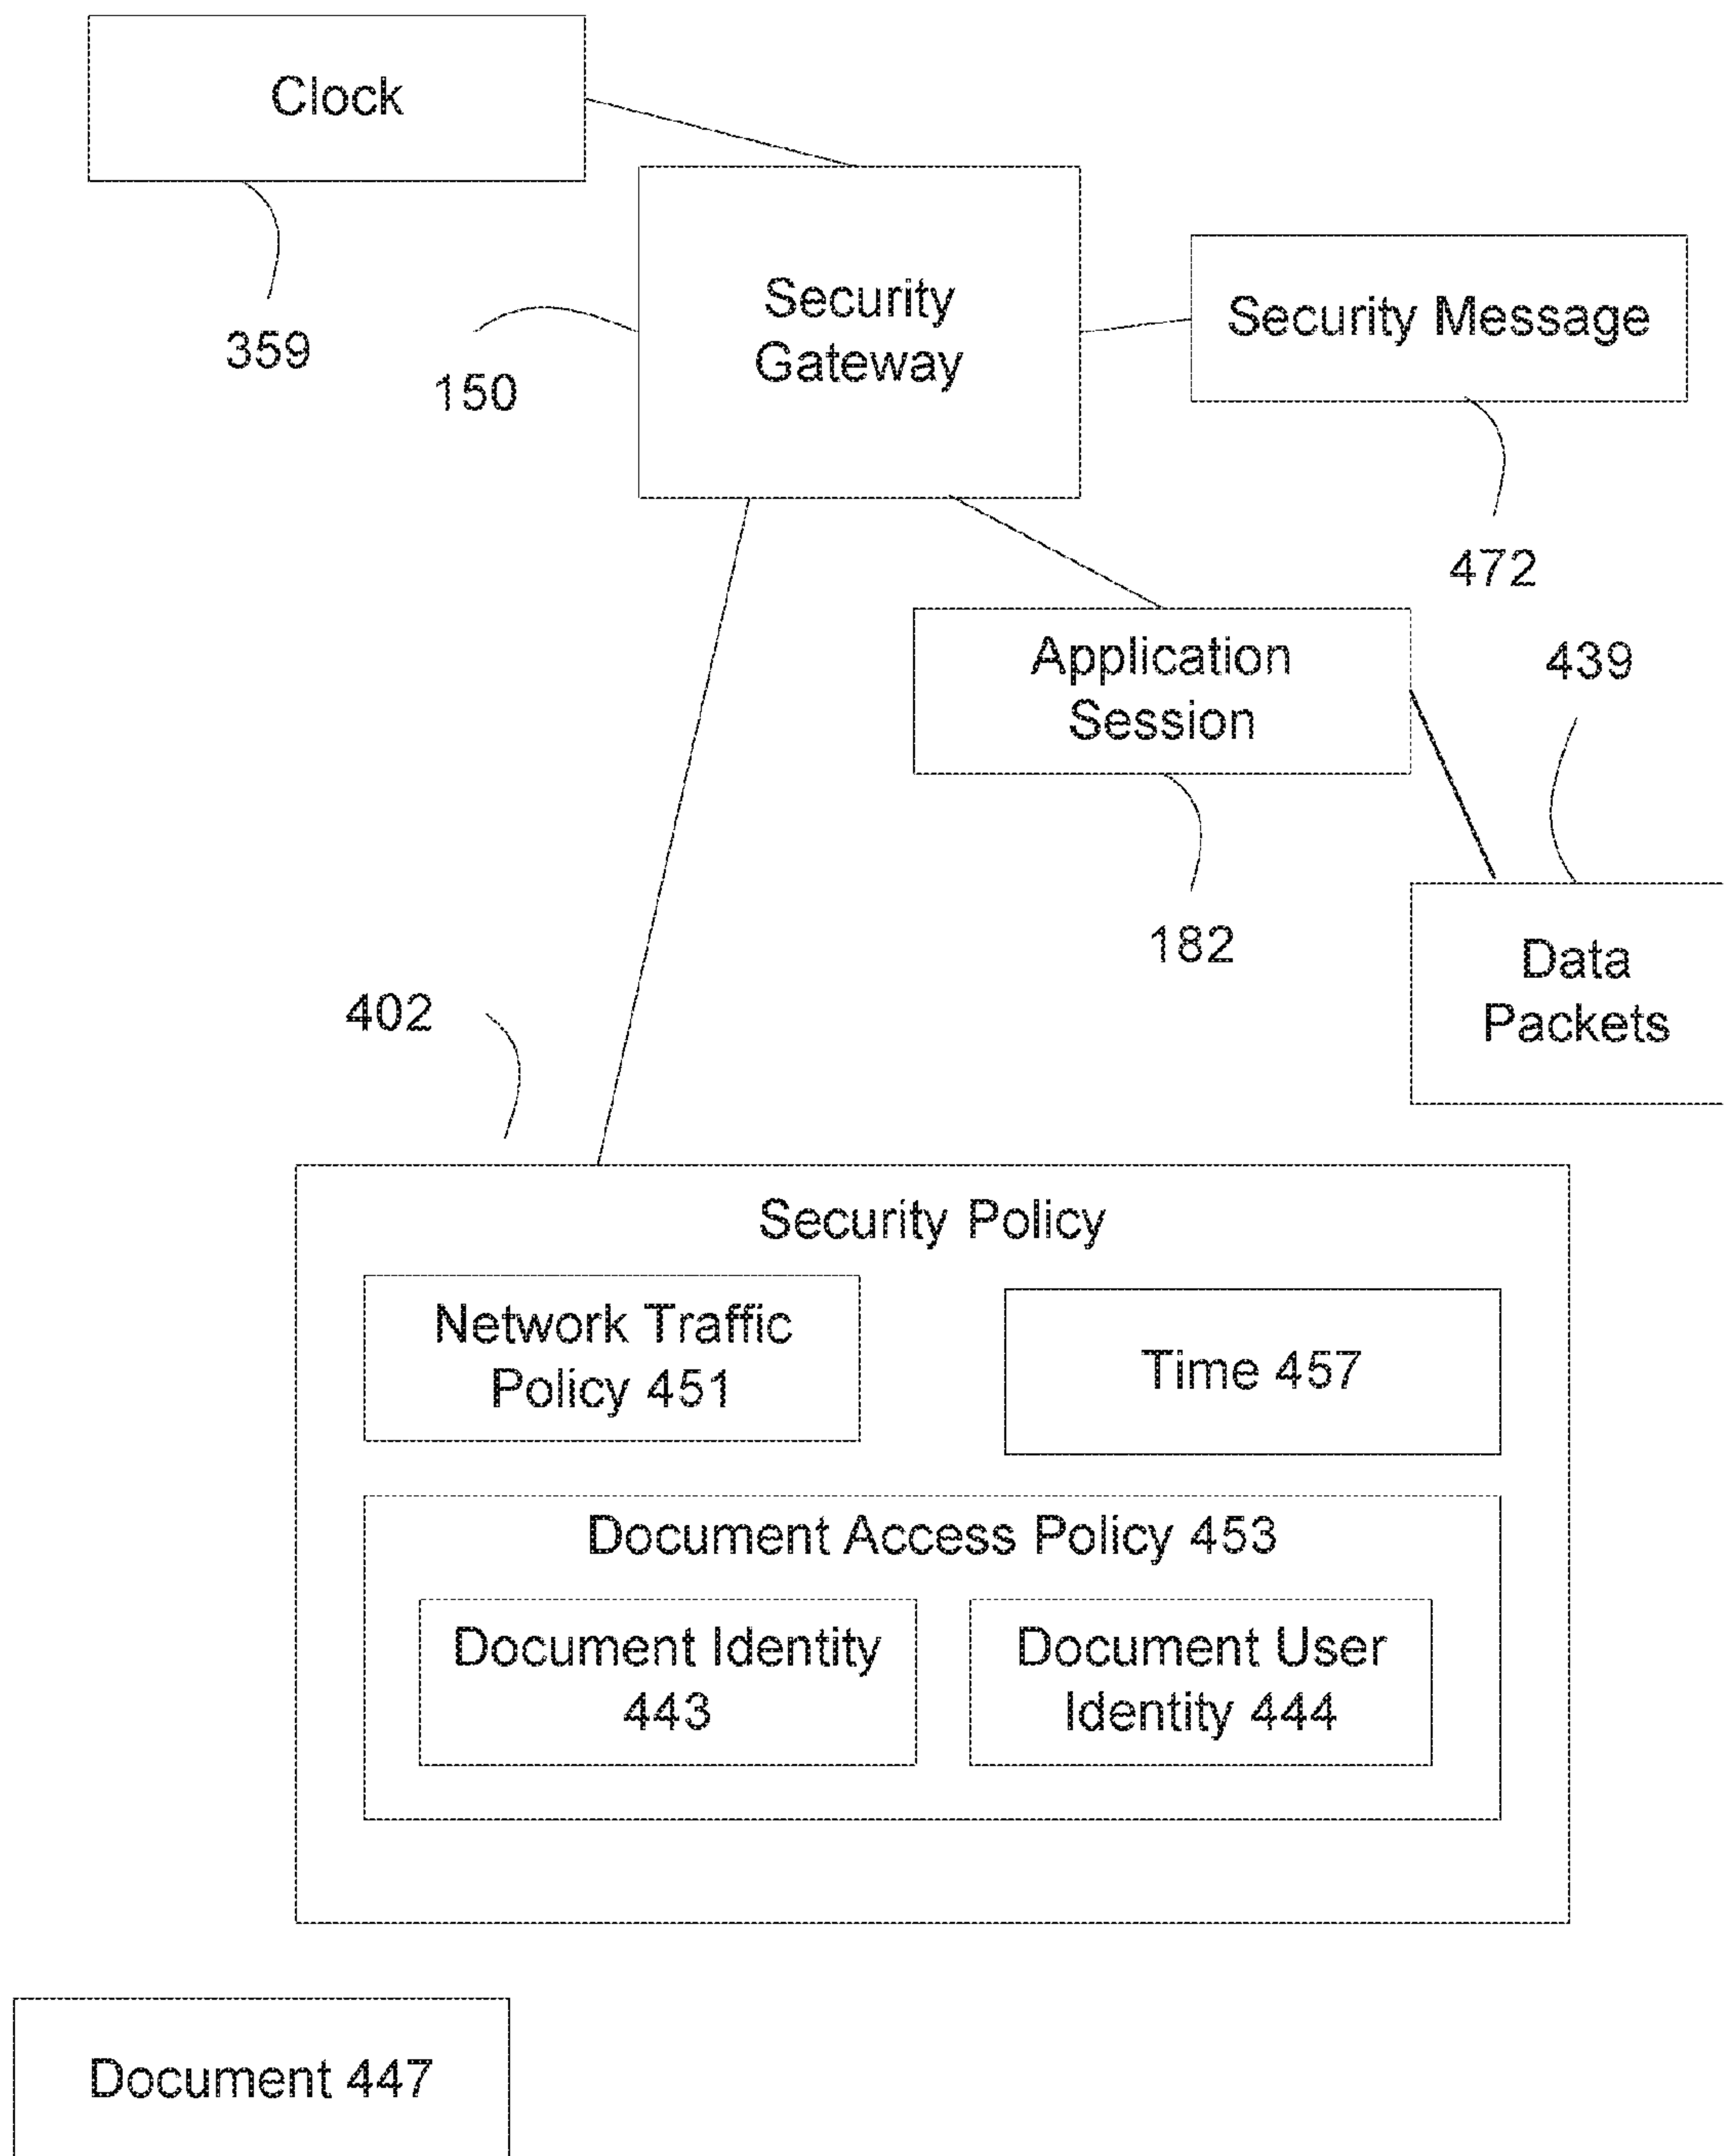 Clock
359
Security
Gateway
150
Security Message
472
Application
Session
182
439
Data
Packets
402
Security Policy
Network Traffic
Policy 451
Time 457
Document Access Policy 453
Document Identity
443
Document User
Identity 444
Document 447